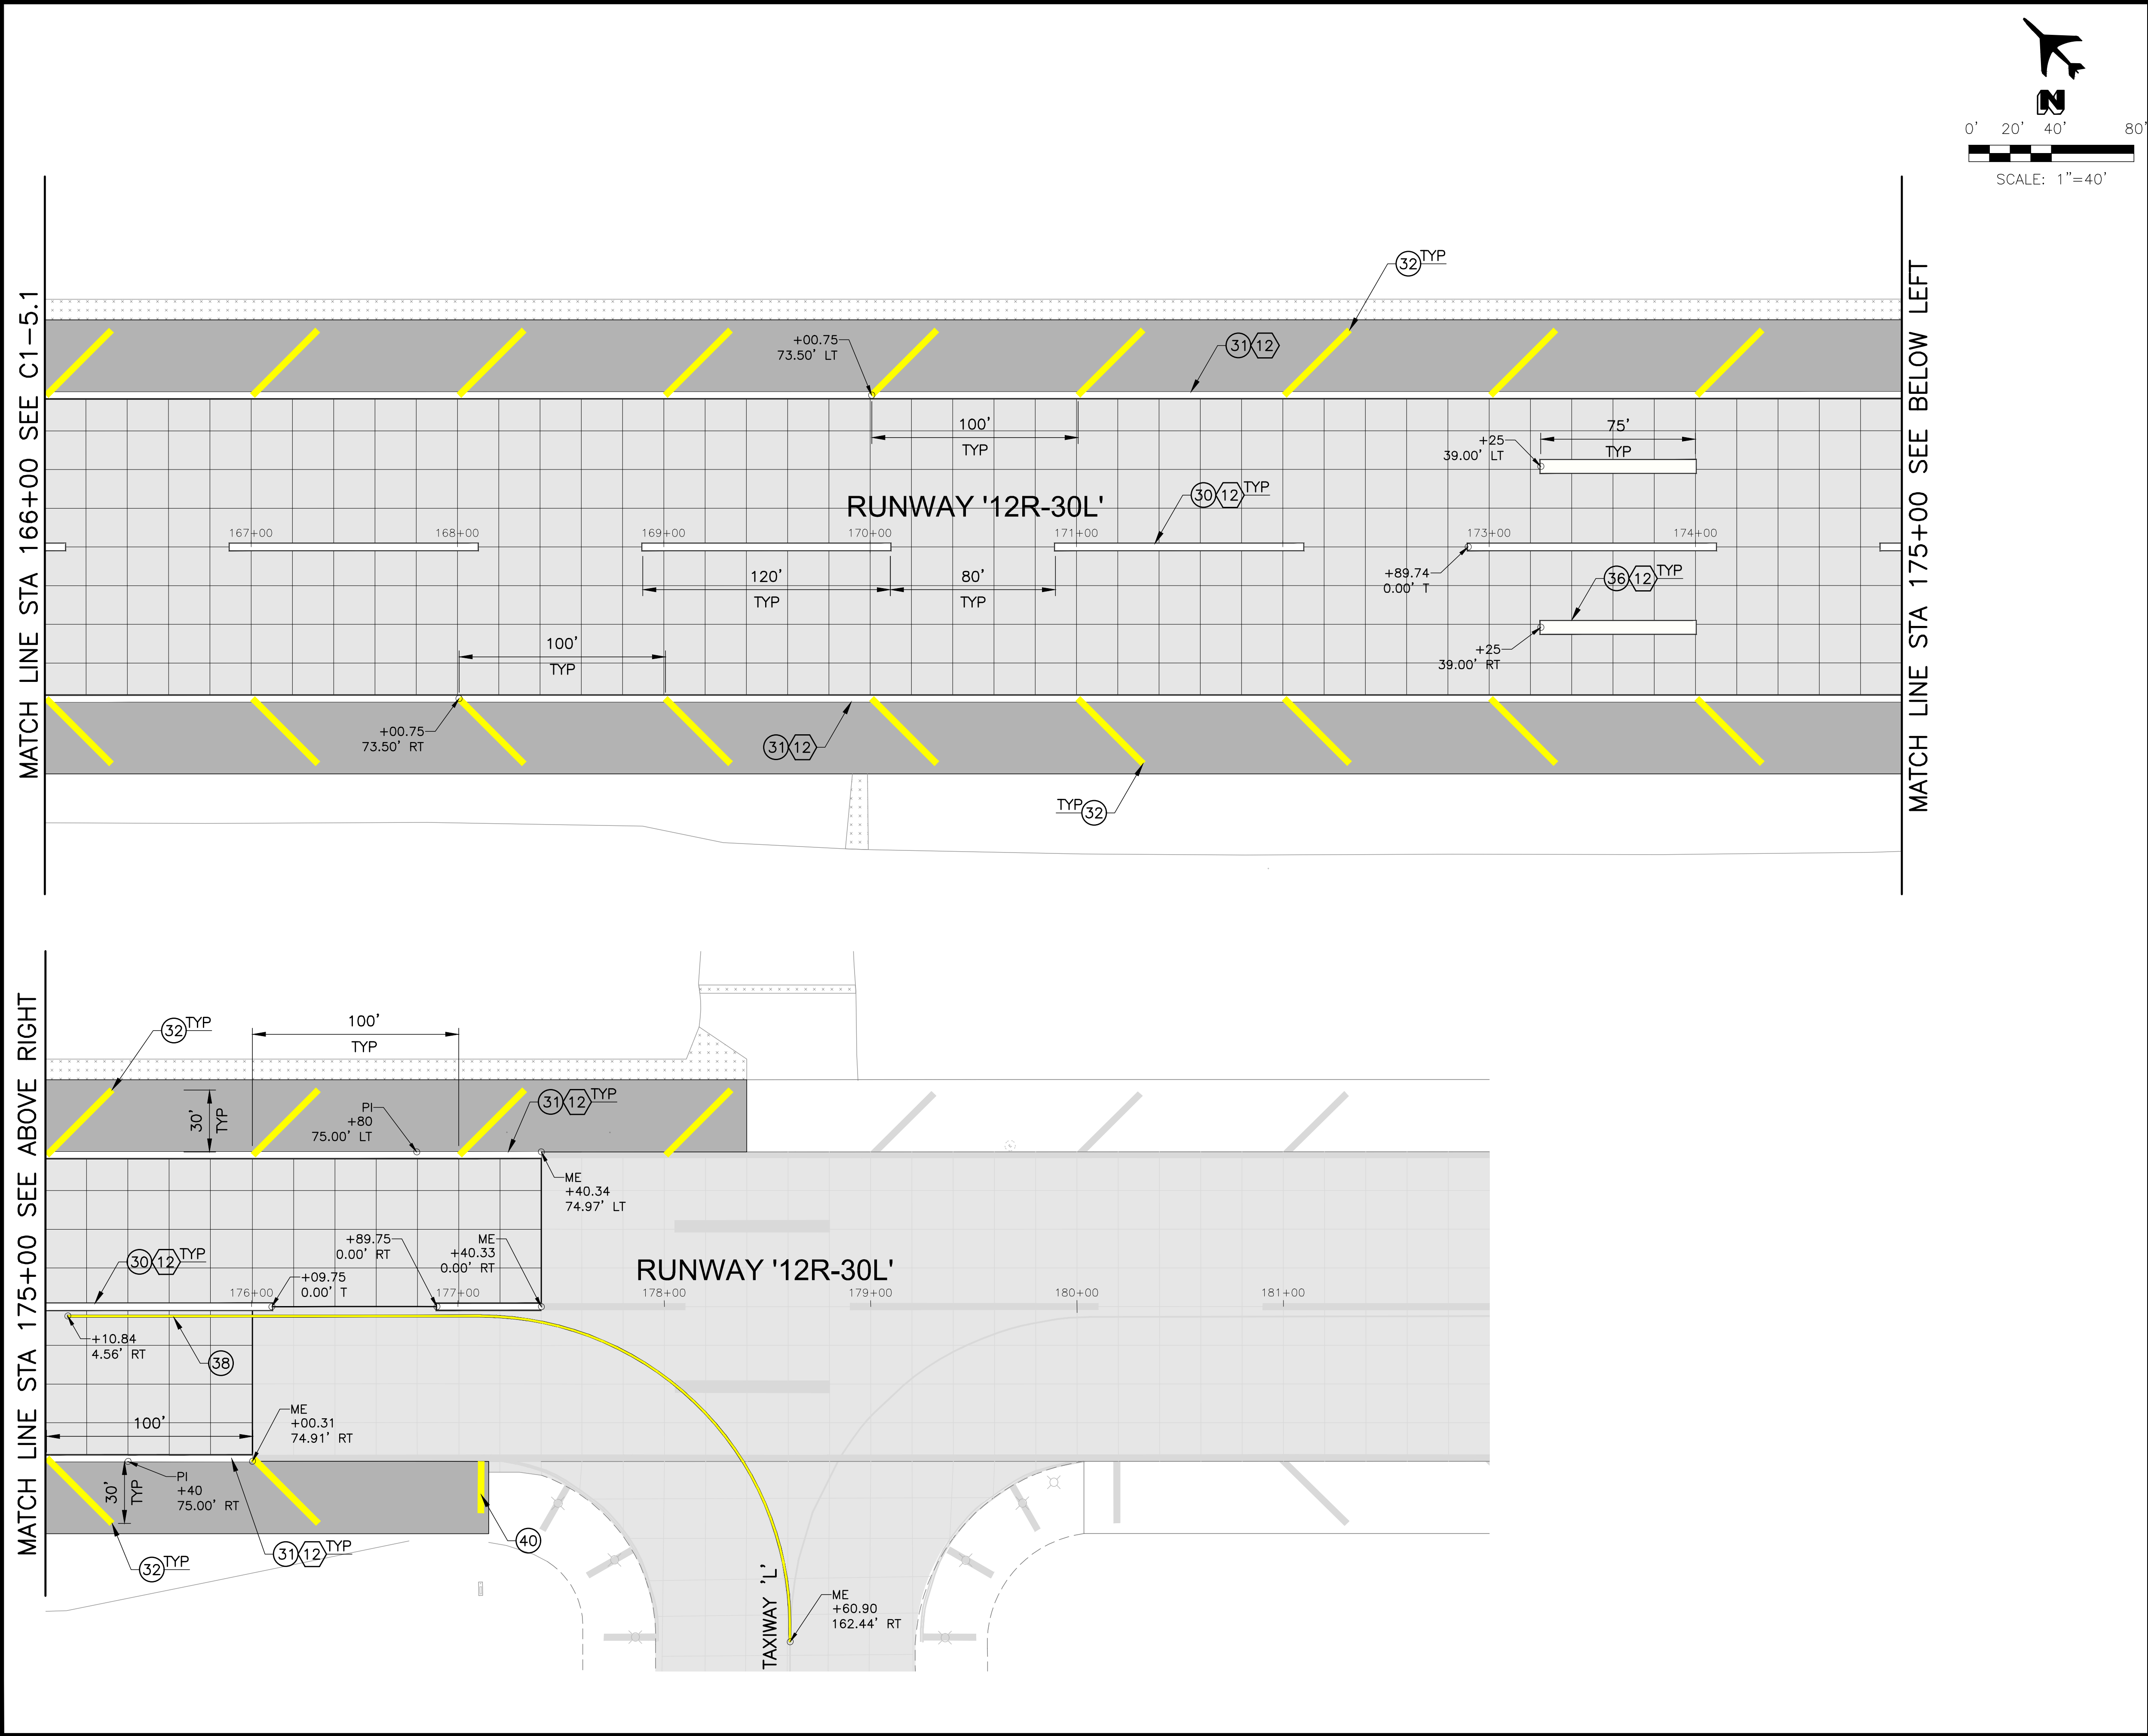 N
0' 20' 40' 80'
SCALE: 1"=40'
MATCH LINE STA 166+00 SEE C1-5.1
MATCH LINE STA 175+00 SEE BELOW LEFT
32 TYP
+00.75
73.50' LT
31 12
100'
TYP
75'
TYP
+25
39.00' LT
RUNWAY '12R-30L'
30 12 TYP
167+00
168+00
169+00
170+00
171+00
173+00
174+00
+89.74
0.00' T
120'
TYP
80'
TYP
36 12 TYP
100'
TYP
+25
39.00' RT
+00.75
73.50' RT
31 12
TYP 32
MATCH LINE STA 175+00 SEE ABOVE RIGHT
32 TYP
100'
TYP
30'
TYP
PI
+80
75.00' LT
31 12 TYP
ME
+40.34
74.97' LT
+89.75
0.00' RT
ME
+40.33
0.00' RT
30 12 TYP
RUNWAY '12R-30L'
+09.75
0.00' T
176+00
177+00
178+00
179+00
180+00
181+00
+10.84
4.56' RT
38
ME
+00.31
74.91' RT
100'
PI
+40
75.00' RT
30'
TYP
40
31 12 TYP
32 TYP
TAXIWAY 'L'
ME
+60.90
162.44' RT